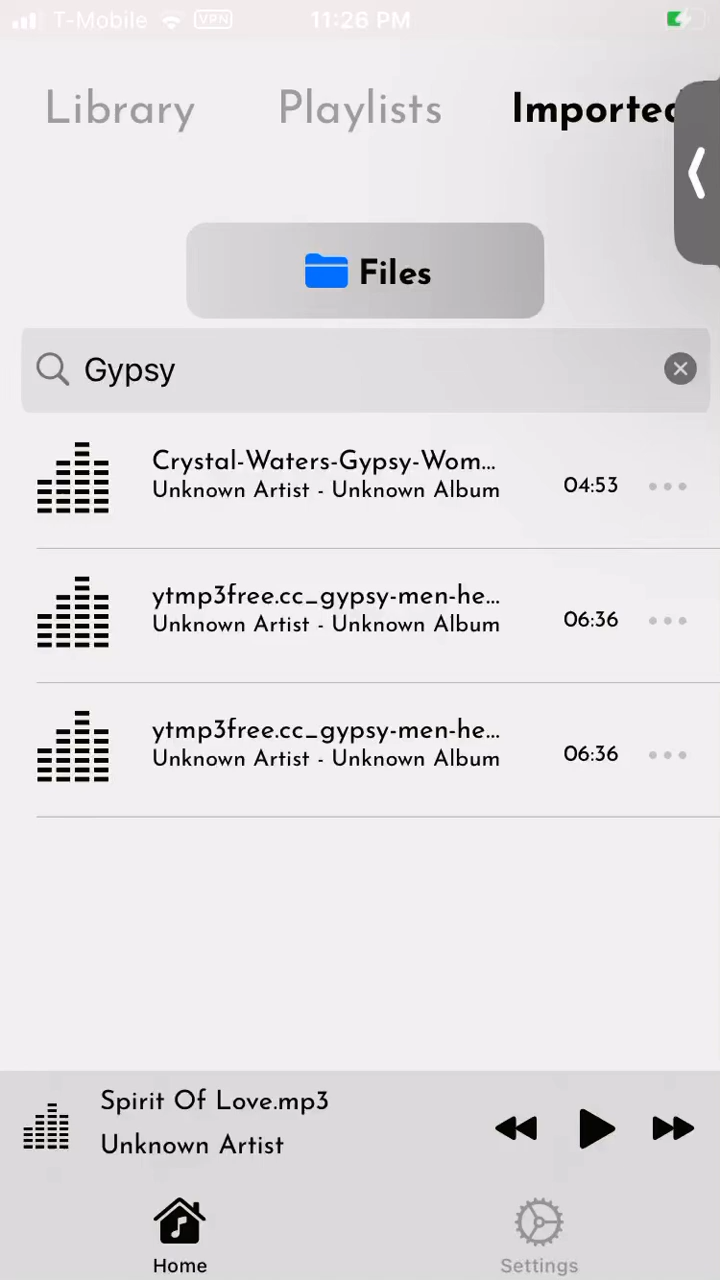 T-Mobile VPN 11:26 PM
Library Playlists Imported
Files
Gypsy
Crystal-Waters-Gypsy-Wom...
Unknown Artist - Unknown Album
04:53
ytmp3free.cc_gypsy-men-he...
Unknown Artist - Unknown Album
06:36
ytmp3free.cc_gypsy-men-he...
Unknown Artist - Unknown Album
06:36
Spirit Of Love.mp3
Unknown Artist
Home Settings